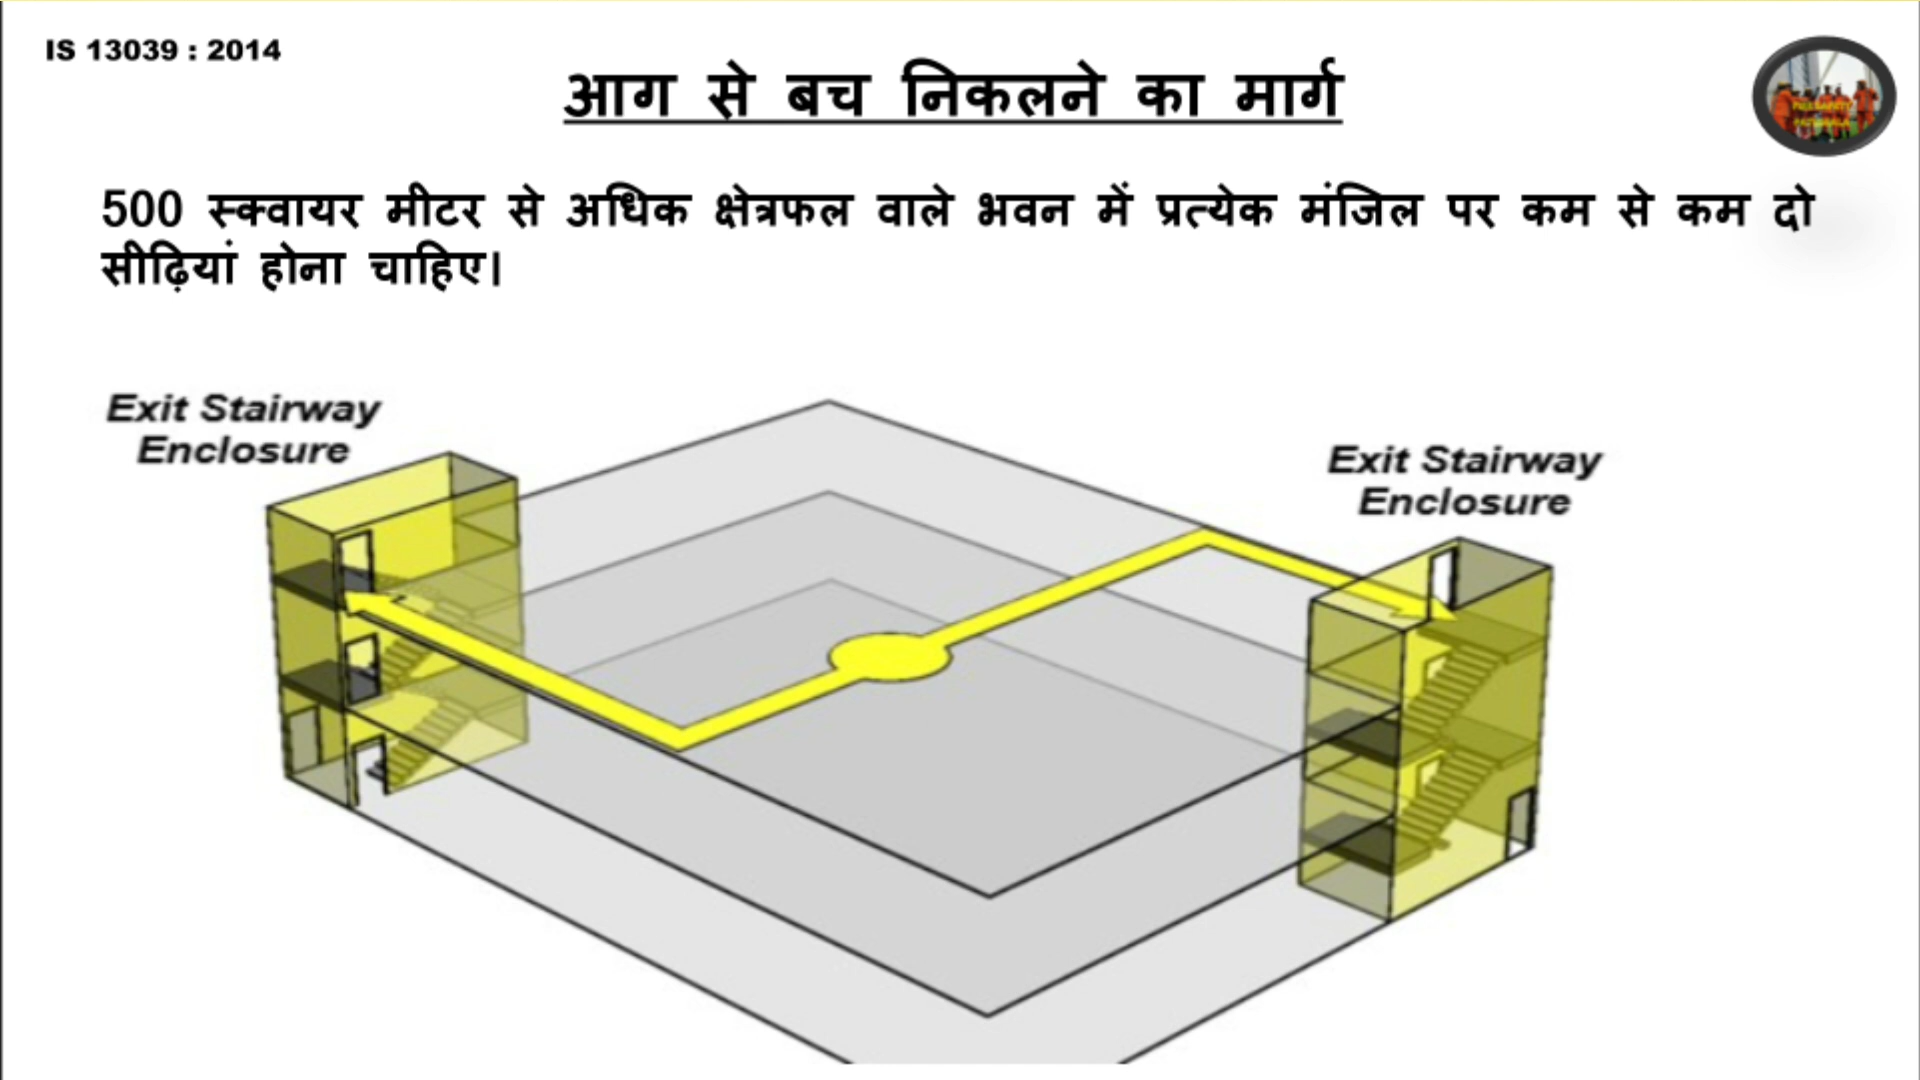 IS 13039 : 2014
आग से बच निकलने का मार्ग
500 स्क्वायर मीटर से अधिक क्षेत्रफल वाले भवन में प्रत्येक मंजिल पर कम से कम दो
सीढ़ियां होना चाहिए।
Exit Stairway
Enclosure
Exit Stairway
Enclosure